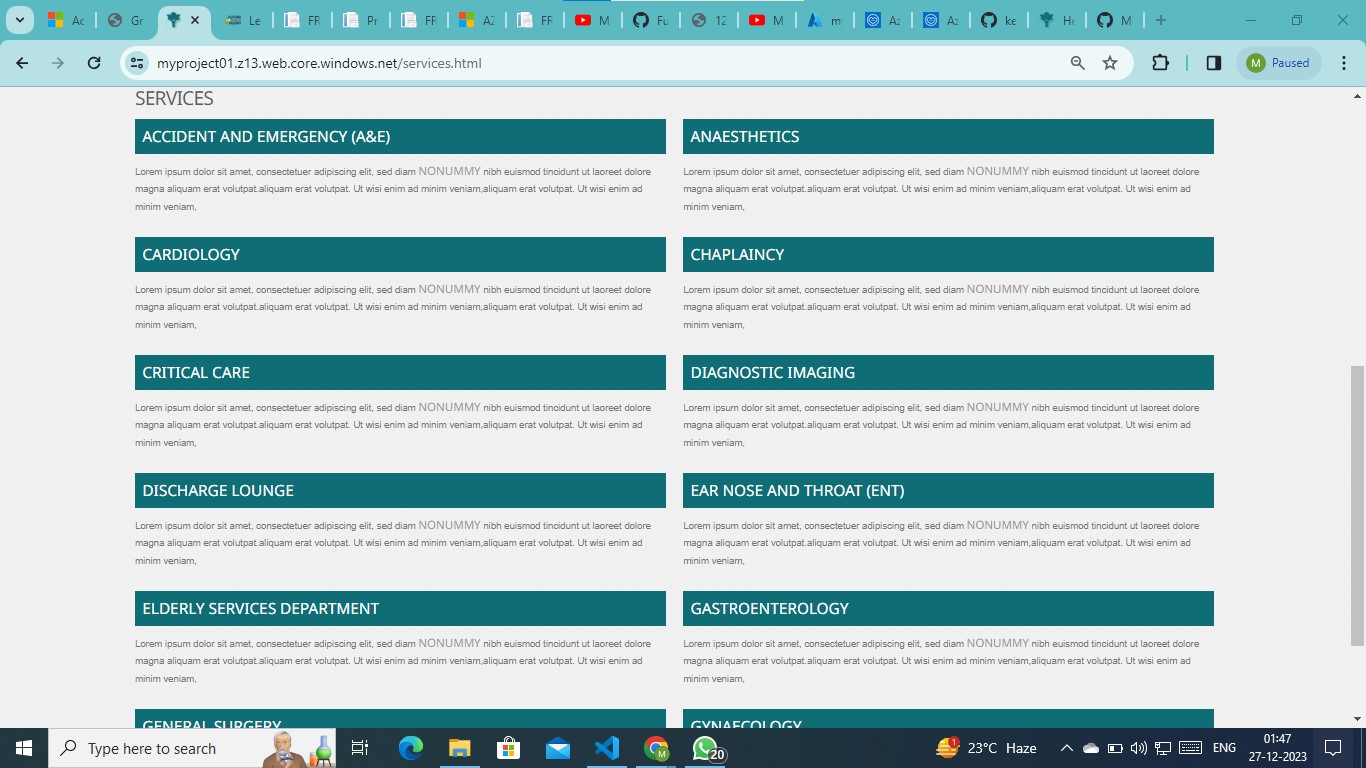 Ac
Gr
Le
FR
Pr
FR
AZ
FR
M
Fu
12
M
m
Az
Az
ke
He
M
myproject01.z13.web.core.windows.net/services.html
M
Paused
SERVICES
ACCIDENT AND EMERGENCY (A&E)
Lorem ipsum dolor sit amet, consectetuer adipiscing elit, sed diam NONUMMY nibh euismod tincidunt ut laoreet dolore
magna aliquam erat volutpat.aliquam erat volutpat. Ut wisi enim ad minim veniam,aliquam erat volutpat. Ut wisi enim ad
minim veniam,
ANAESTHETICS
Lorem ipsum dolor sit amet, consectetuer adipiscing elit, sed diam NONUMMY nibh euismod tincidunt ut laoreet dolore
magna aliquam erat volutpat.aliquam erat volutpat. Ut wisi enim ad minim veniam,aliquam erat volutpat. Ut wisi enim ad
minim veniam,
CARDIOLOGY
Lorem ipsum dolor sit amet, consectetuer adipiscing elit, sed diam NONUMMY nibh euismod tincidunt ut laoreet dolore
magna aliquam erat volutpat.aliquam erat volutpat. Ut wisi enim ad minim veniam,aliquam erat volutpat. Ut wisi enim ad
minim veniam,
CHAPLAINCY
Lorem ipsum dolor sit amet, consectetuer adipiscing elit, sed diam NONUMMY nibh euismod tincidunt ut laoreet dolore
magna aliquam erat volutpat.aliquam erat volutpat. Ut wisi enim ad minim veniam,aliquam erat volutpat. Ut wisi enim ad
minim veniam,
CRITICAL CARE
Lorem ipsum dolor sit amet, consectetuer adipiscing elit, sed diam NONUMMY nibh euismod tincidunt ut laoreet dolore
magna aliquam erat volutpat.aliquam erat volutpat. Ut wisi enim ad minim veniam,aliquam erat volutpat. Ut wisi enim ad
minim veniam,
DIAGNOSTIC IMAGING
Lorem ipsum dolor sit amet, consectetuer adipiscing elit, sed diam NONUMMY nibh euismod tincidunt ut laoreet dolore
magna aliquam erat volutpat.aliquam erat volutpat. Ut wisi enim ad minim veniam,aliquam erat volutpat. Ut wisi enim ad
minim veniam,
DISCHARGE LOUNGE
Lorem ipsum dolor sit amet, consectetuer adipiscing elit, sed diam NONUMMY nibh euismod tincidunt ut laoreet dolore
magna aliquam erat volutpat.aliquam erat volutpat. Ut wisi enim ad minim veniam,aliquam erat volutpat. Ut wisi enim ad
minim veniam,
EAR NOSE AND THROAT (ENT)
Lorem ipsum dolor sit amet, consectetuer adipiscing elit, sed diam NONUMMY nibh euismod tincidunt ut laoreet dolore
magna aliquam erat volutpat.aliquam erat volutpat. Ut wisi enim ad minim veniam,aliquam erat volutpat. Ut wisi enim ad
minim veniam,
ELDERLY SERVICES DEPARTMENT
Lorem ipsum dolor sit amet, consectetuer adipiscing elit, sed diam NONUMMY nibh euismod tincidunt ut laoreet dolore
magna aliquam erat volutpat.aliquam erat volutpat. Ut wisi enim ad minim veniam,aliquam erat volutpat. Ut wisi enim ad
minim veniam,
GASTROENTEROLOGY
Lorem ipsum dolor sit amet, consectetuer adipiscing elit, sed diam NONUMMY nibh euismod tincidunt ut laoreet dolore
magna aliquam erat volutpat.aliquam erat volutpat. Ut wisi enim ad minim veniam,aliquam erat volutpat. Ut wisi enim ad
minim veniam,
GENERAL SURGERY
GYNAECOLOGY
Type here to search
M
20
1
23°C Haze
ENG
01:47
27-12-2023